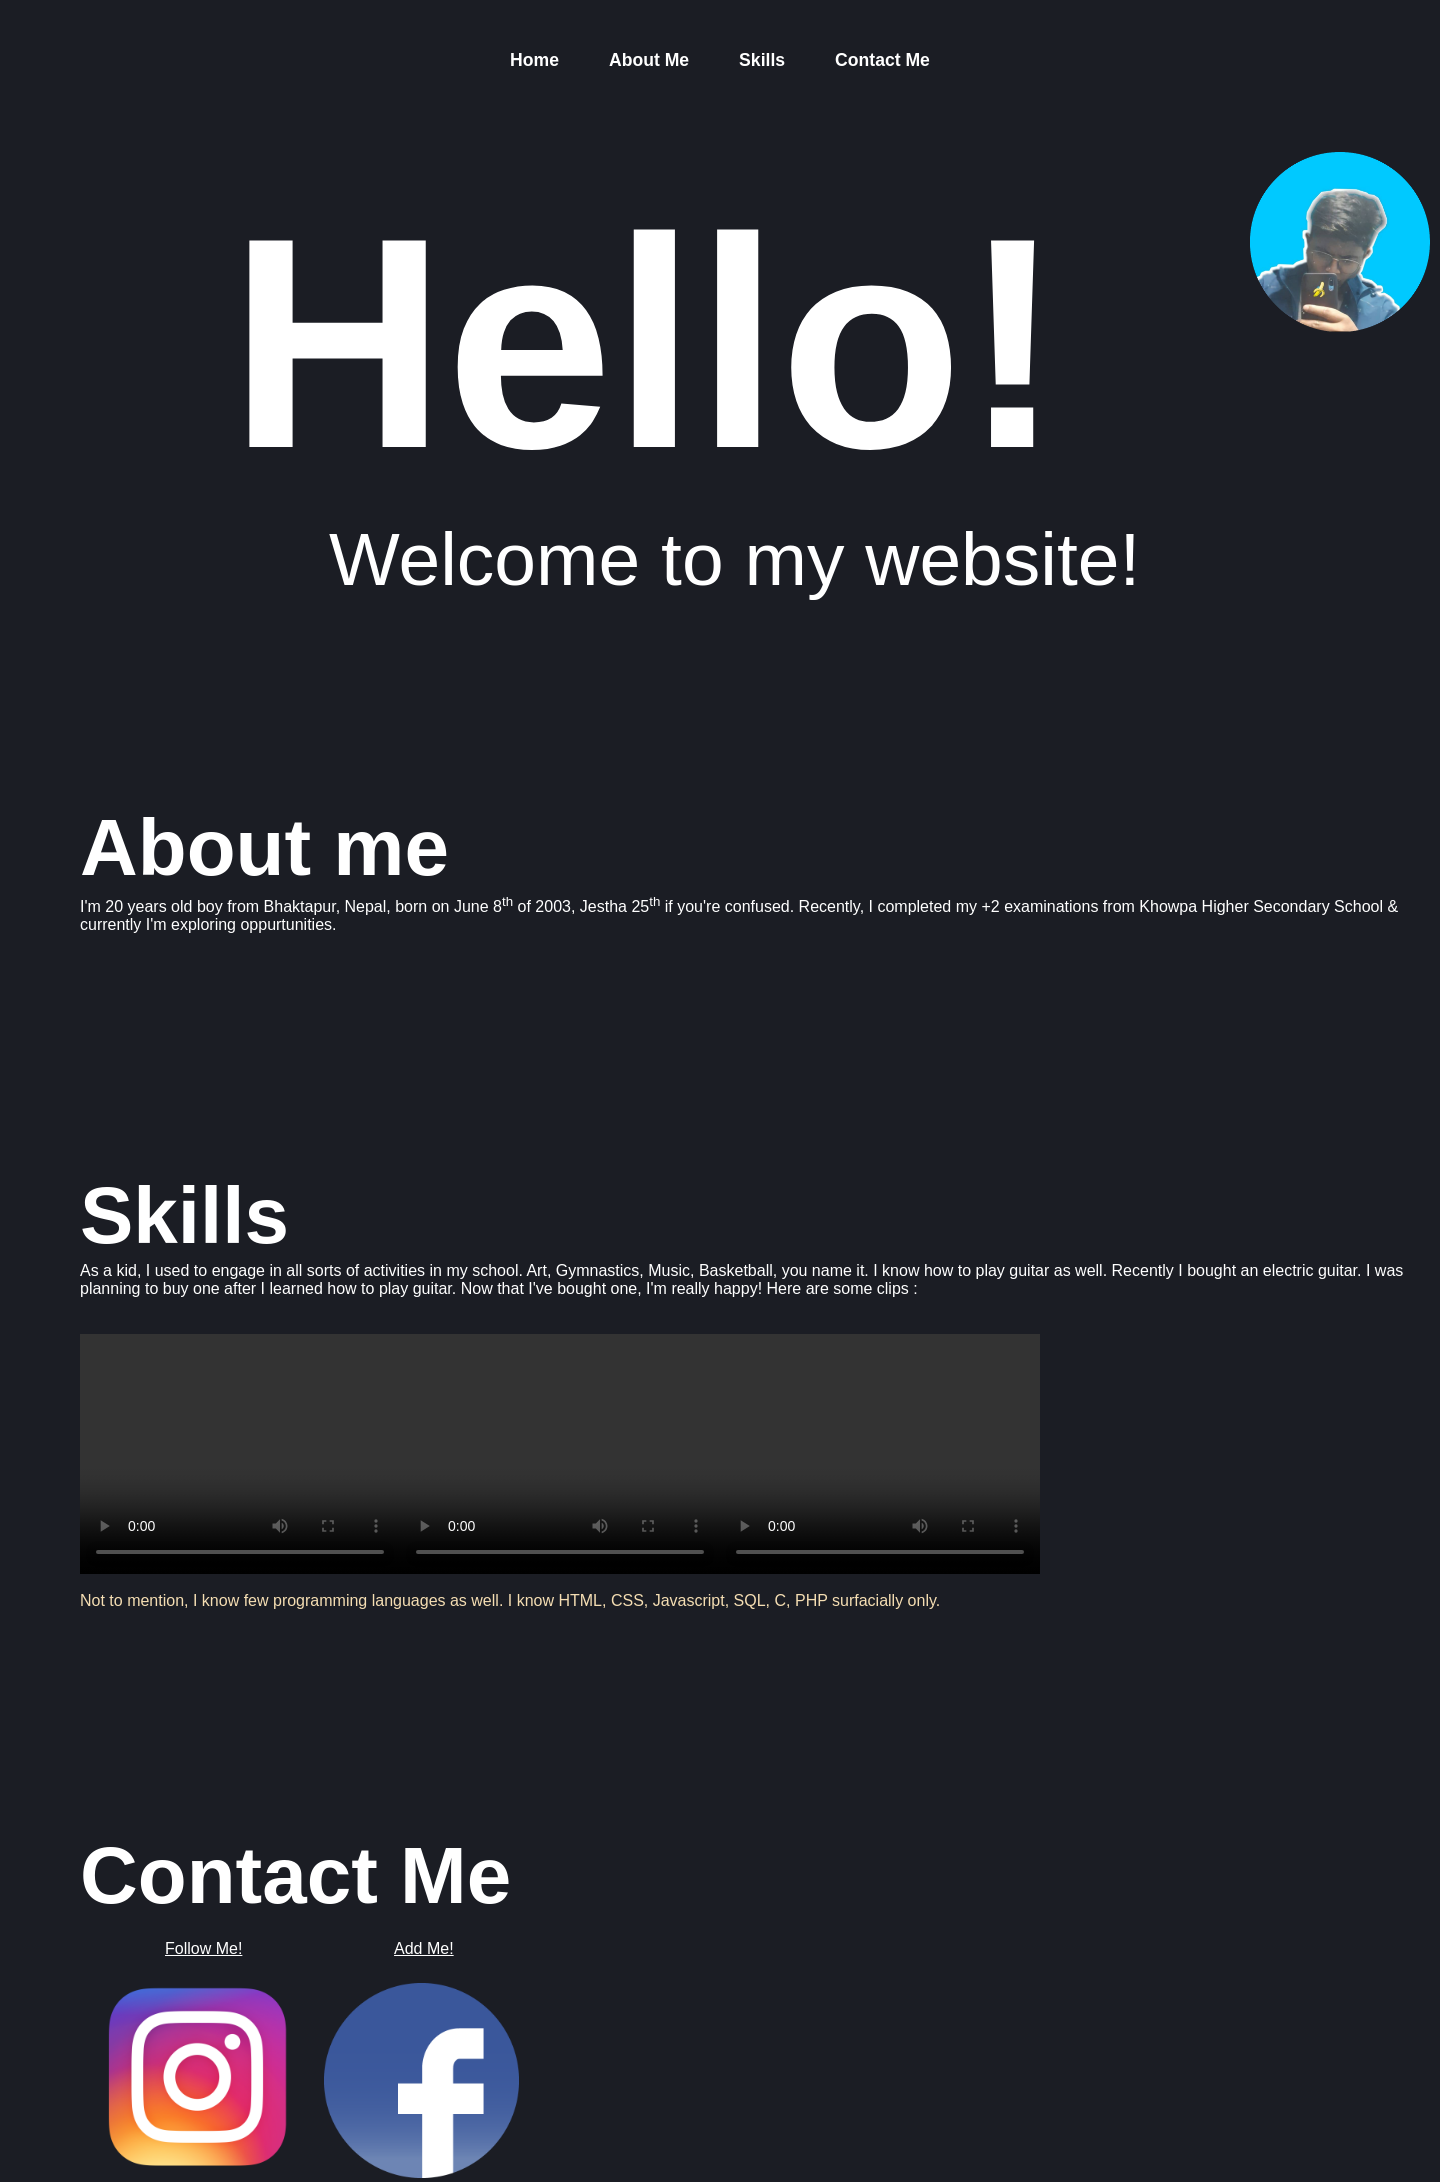 Home About Me Skills Contact Me
Hello!
Welcome to my website!
About me
I'm 20 years old boy from Bhaktapur, Nepal, born on June 8th of 2003, Jestha 25th if you're confused. Recently, I completed my +2 examinations from Khowpa Higher Secondary School &
currently I'm exploring oppurtunities.
Skills
As a kid, I used to engage in all sorts of activities in my school. Art, Gymnastics, Music, Basketball, you name it. I know how to play guitar as well. Recently I bought an electric guitar. I was
planning to buy one after I learned how to play guitar. Now that I've bought one, I'm really happy! Here are some clips :
0:00 0:00 0:00
Not to mention, I know few programming languages as well. I know HTML, CSS, Javascript, SQL, C, PHP surfacially only.
Contact Me
Follow Me! Add Me!